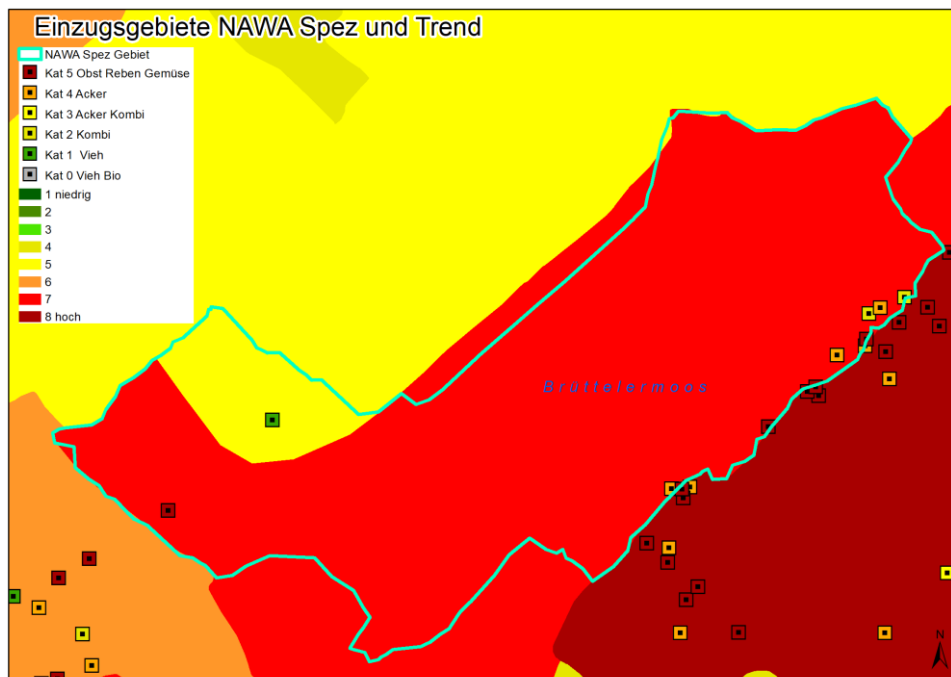 Einzugsgebiete NAWA Spez und Trend
NAWA Spez Gebiet
Kat 5 Obst Reben Gemüse
Kat 4 Acker
Kat 3 Acker Kombi
Kat 2 Kombi
Kat 1 Vieh
Kat 0 Vieh Bio
1 niedrig
2
3
4
5
6
7
8 hoch
Brüttelermoos
N